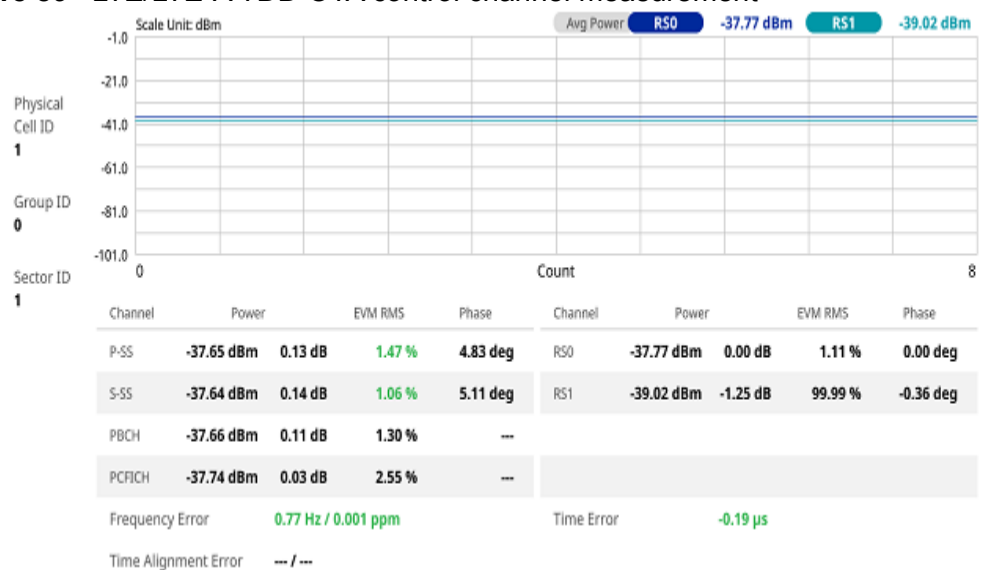 Scale Unit: dBm Avg Power RS0 -37.77 dBm RS1 -39.02 dBm
-1.0
-21.0
-41.0
-61.0
-81.0
-101.0
0 Count 8
Physical
Cell ID
1
Group ID
0
Sector ID
1
Channel Power EVM RMS Phase Channel Power EVM RMS Phase
P-SS -37.65 dBm 0.13 dB 1.47 % 4.83 deg RS0 -37.77 dBm 0.00 dB 1.11 % 0.00 deg
S-SS -37.64 dBm 0.14 dB 1.06 % 5.11 deg RS1 -39.02 dBm -1.25 dB 99.99 % -0.36 deg
PBCH -37.66 dBm 0.11 dB 1.30 % ---
PCFICH -37.74 dBm 0.03 dB 2.55 % ---
Frequency Error 0.77 Hz / 0.001 ppm Time Error -0.19 µs
Time Alignment Error --- / ---